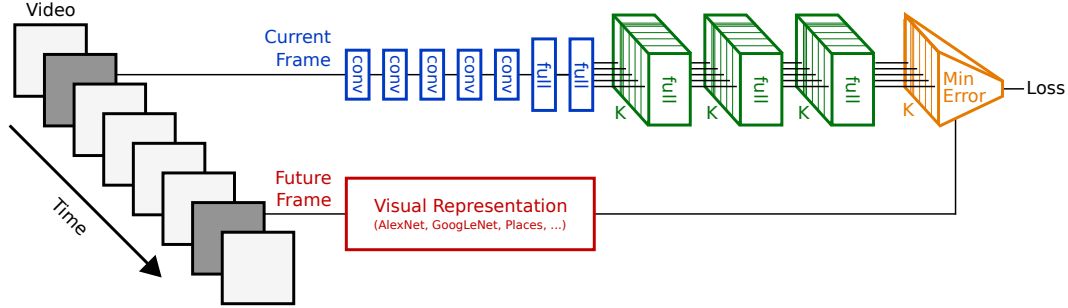 Video
Current
Frame
conv
conv
conv
conv
conv
full
full
K
full
K
full
K
full
K
Min
Error
Loss
Time
Future
Frame
Visual Representation
(AlexNet, GoogLeNet, Places, ...)